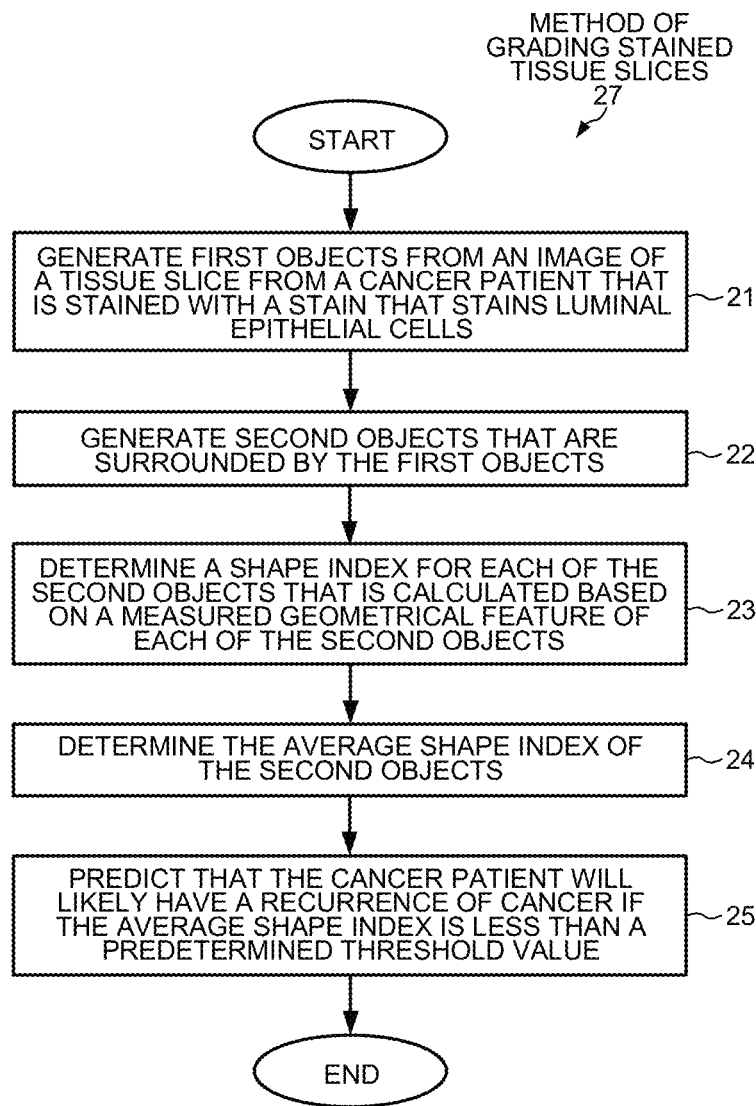 METHOD OF
GRADING STAINED
TISSUE SLICES
27
START
GENERATE FIRST OBJECTS FROM AN IMAGE OF
A TISSUE SLICE FROM A CANCER PATIENT THAT
IS STAINED WITH A STAIN THAT STAINS LUMINAL
EPITHELIAL CELLS
21
GENERATE SECOND OBJECTS THAT ARE
SURROUNDED BY THE FIRST OBJECTS
22
DETERMINE A SHAPE INDEX FOR EACH OF THE
SECOND OBJECTS THAT IS CALCULATED BASED
ON A MEASURED GEOMETRICAL FEATURE OF
EACH OF THE SECOND OBJECTS
23
DETERMINE THE AVERAGE SHAPE INDEX OF
THE SECOND OBJECTS
24
PREDICT THAT THE CANCER PATIENT WILL
LIKELY HAVE A RECURRENCE OF CANCER IF
THE AVERAGE SHAPE INDEX IS LESS THAN A
PREDETERMINED THRESHOLD VALUE
25
END